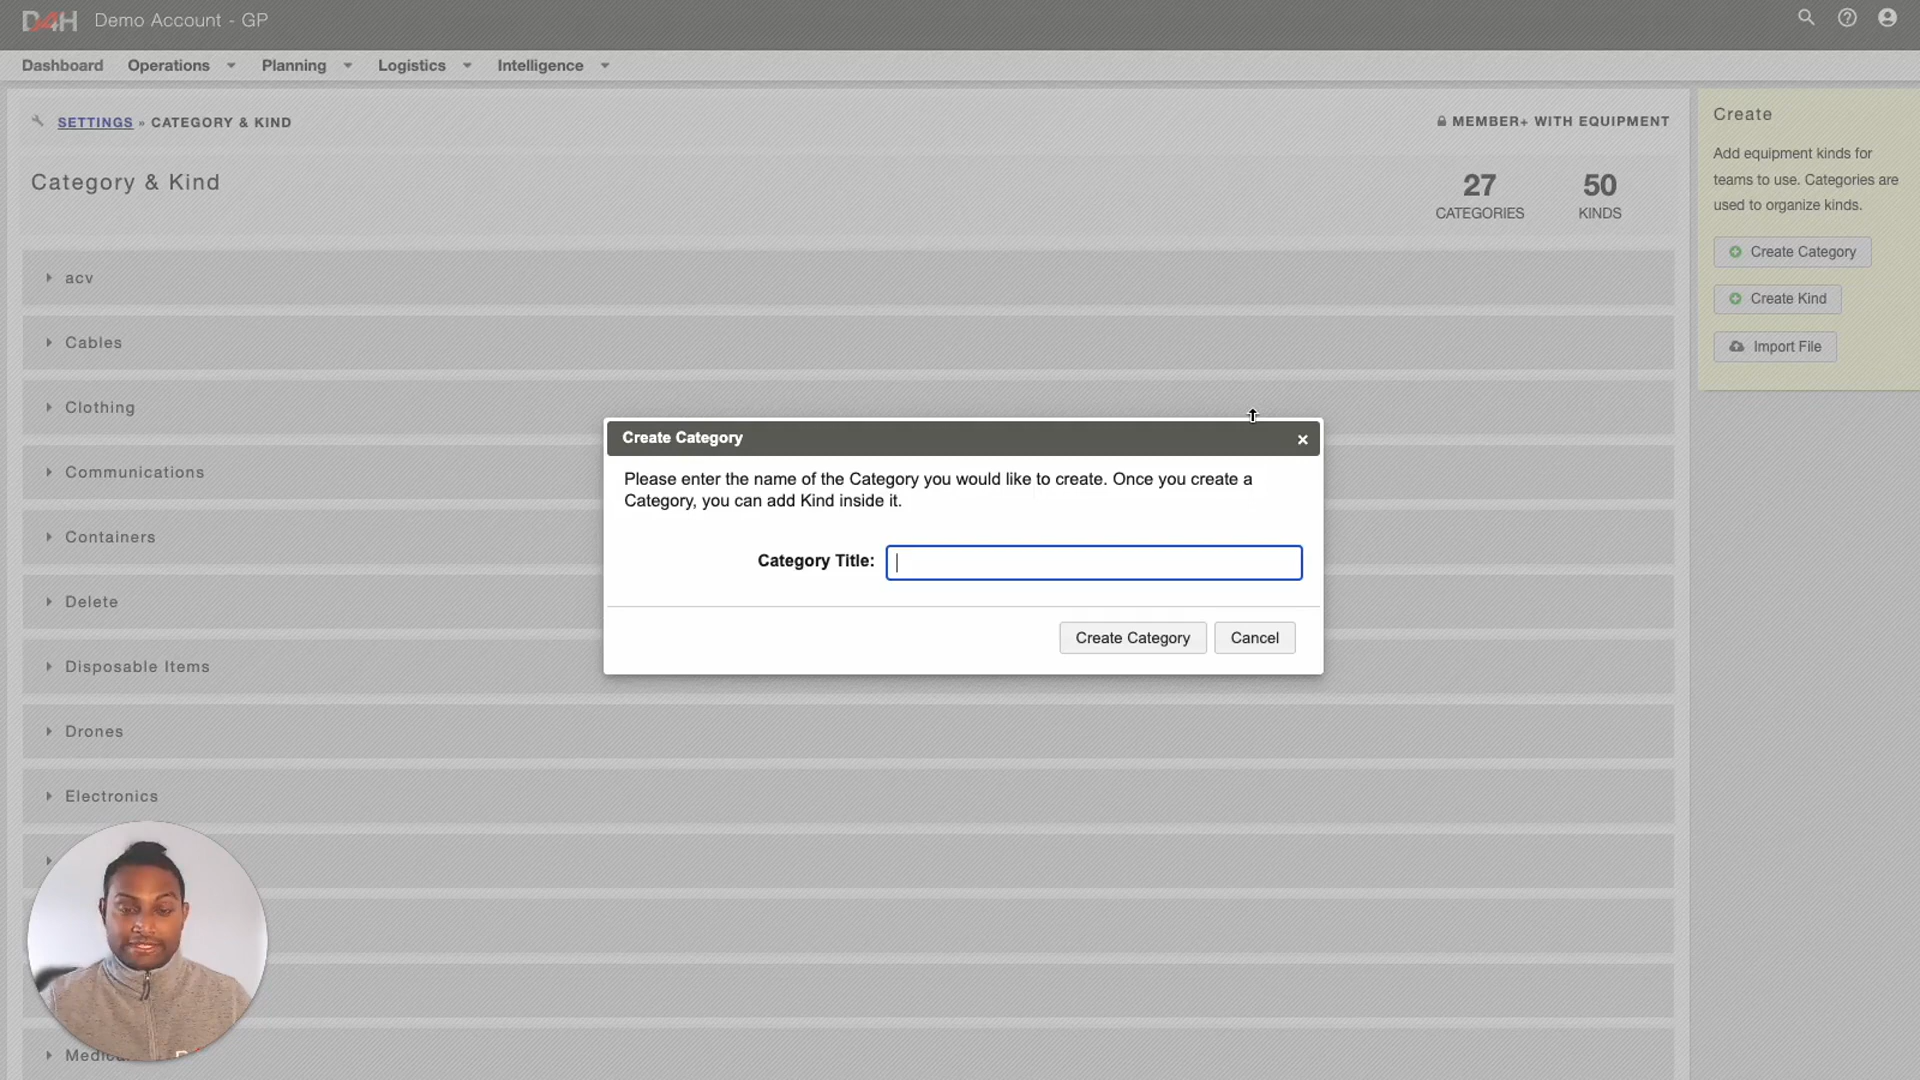 D4H Demo Account - GP
Dashboard Operations Planning Logistics Intelligence
SETTINGS » CATEGORY & KIND
MEMBER+ WITH EQUIPMENT
Category & Kind
27
CATEGORIES
50
KINDS
acv
Cables
Clothing
Communications
Containers
Delete
Disposable Items
Drones
Electronics
Create
Add equipment kinds for
teams to use. Categories are
used to organize kinds.
Create Category
Create Kind
Import File
Create Category
Please enter the name of the Category you would like to create. Once you create a
Category, you can add Kind inside it.
Category Title:
Create Category Cancel